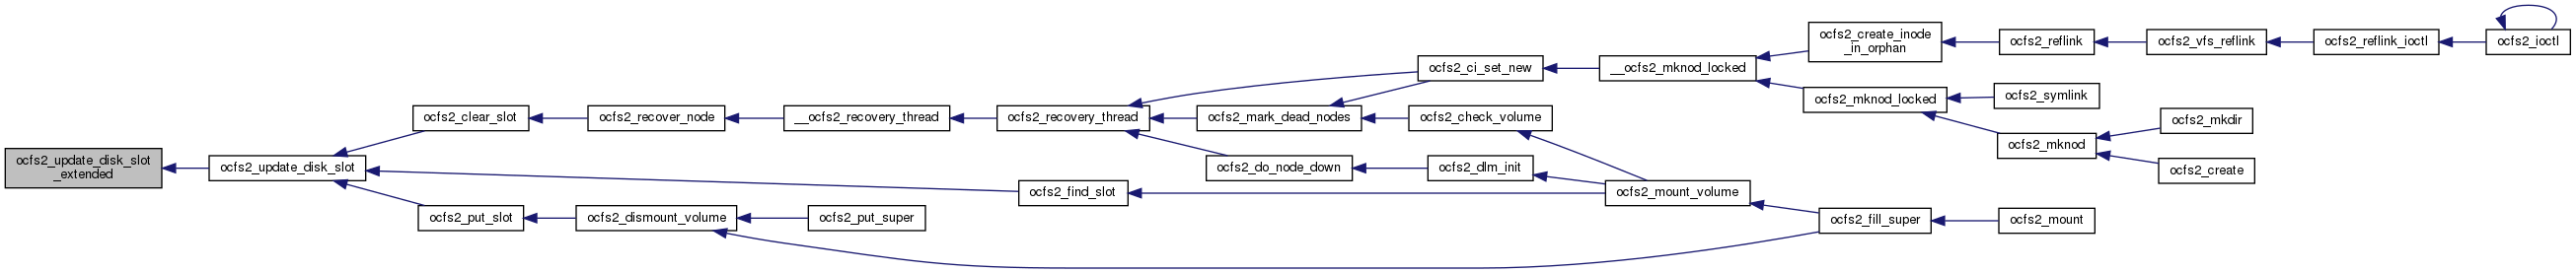 ocfs2_update_disk_slot
_extended
ocfs2_update_disk_slot
ocfs2_clear_slot
ocfs2_recover_node
__ocfs2_recovery_thread
ocfs2_recovery_thread
ocfs2_ci_set_new
__ocfs2_mknod_locked
ocfs2_create_inode
_in_orphan
ocfs2_reflink
ocfs2_vfs_reflink
ocfs2_reflink_ioctl
ocfs2_ioctl
ocfs2_mknod_locked
ocfs2_symlink
ocfs2_mknod
ocfs2_mkdir
ocfs2_create
ocfs2_mark_dead_nodes
ocfs2_check_volume
ocfs2_do_node_down
ocfs2_dlm_init
ocfs2_mount_volume
ocfs2_find_slot
ocfs2_put_slot
ocfs2_dismount_volume
ocfs2_put_super
ocfs2_fill_super
ocfs2_mount